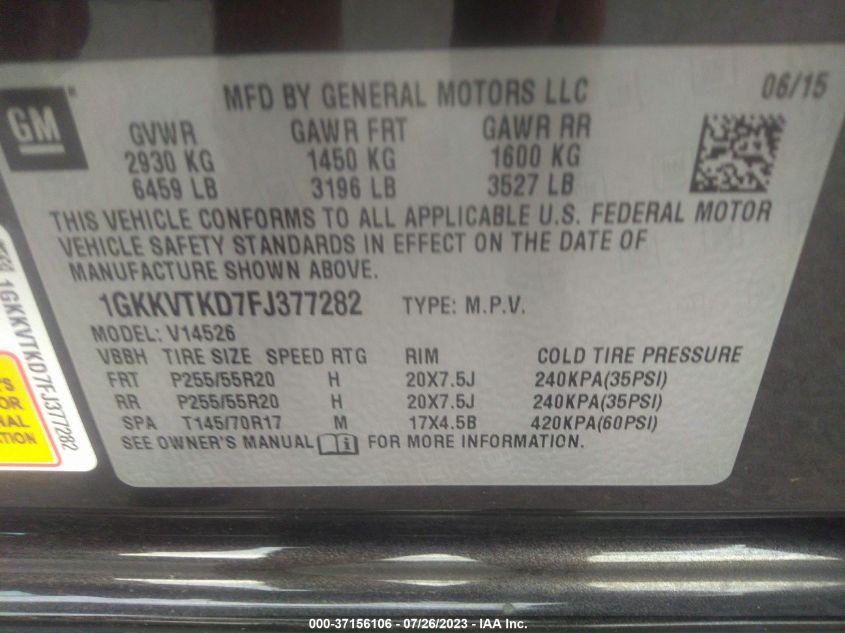 MFD BY GENERAL MOTORS LLC 06/15
GM®
GVWR GAWR FRT GAWR RR
2930 KG 1450 KG 1600 KG
6459 LB 3196 LB 3527 LB
THIS VEHICLE CONFORMS TO ALL APPLICABLE U.S. FEDERAL MOTOR
VEHICLE SAFETY STANDARDS IN EFFECT ON THE DATE OF
MANUFACTURE SHOWN ABOVE.
1GKKVTKD7FJ377282 TYPE: M.P.V.
MODEL: V14526
VBBH TIRE SIZE SPEED RTG RIM COLD TIRE PRESSURE
FRT P255/55R20 H 20X7.5J 240KPA(35PSI)
RR P255/55R20 H 20X7.5J 240KPA(35PSI)
SPA T145/70R17 M 17X4.5B 420KPA(60PSI)
SEE OWNER'S MANUAL FOR MORE INFORMATION.
1GKKVTKD7FJ377282
'S
OR
NAL
TION
000-37156106 - 07/26/2023 - IAA Inc.